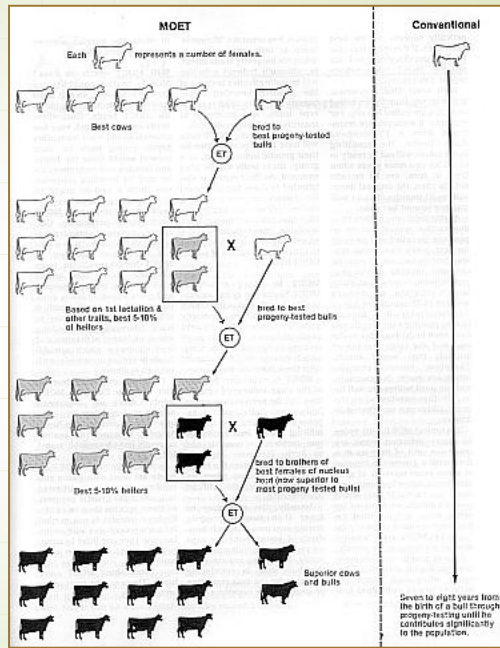 MOET
Conventional
Each
represents a number of females.
Best cows
bred to
best progeny-tested
bulls
ET
X
Based on 1st lactation &
other traits, best 5-10%
of heifers
bred to best
progeny-tested bulls
ET
X
bred to brothers of
best females of nucleus
herd (now superior to
most progeny tested bulls)
Best 5-10% heifers
ET
Superior cows
and bulls
Seven to eight years from
the birth of a bull through
progeny-testing until he
contributes significantly
to the population.